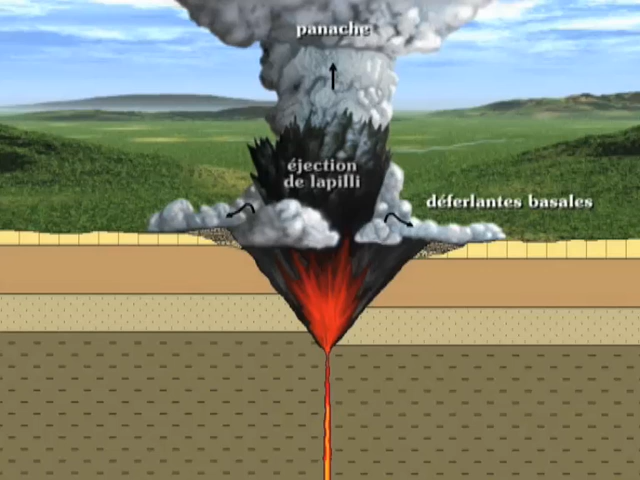 panache
éjection
de lapilli
déferlantes basales